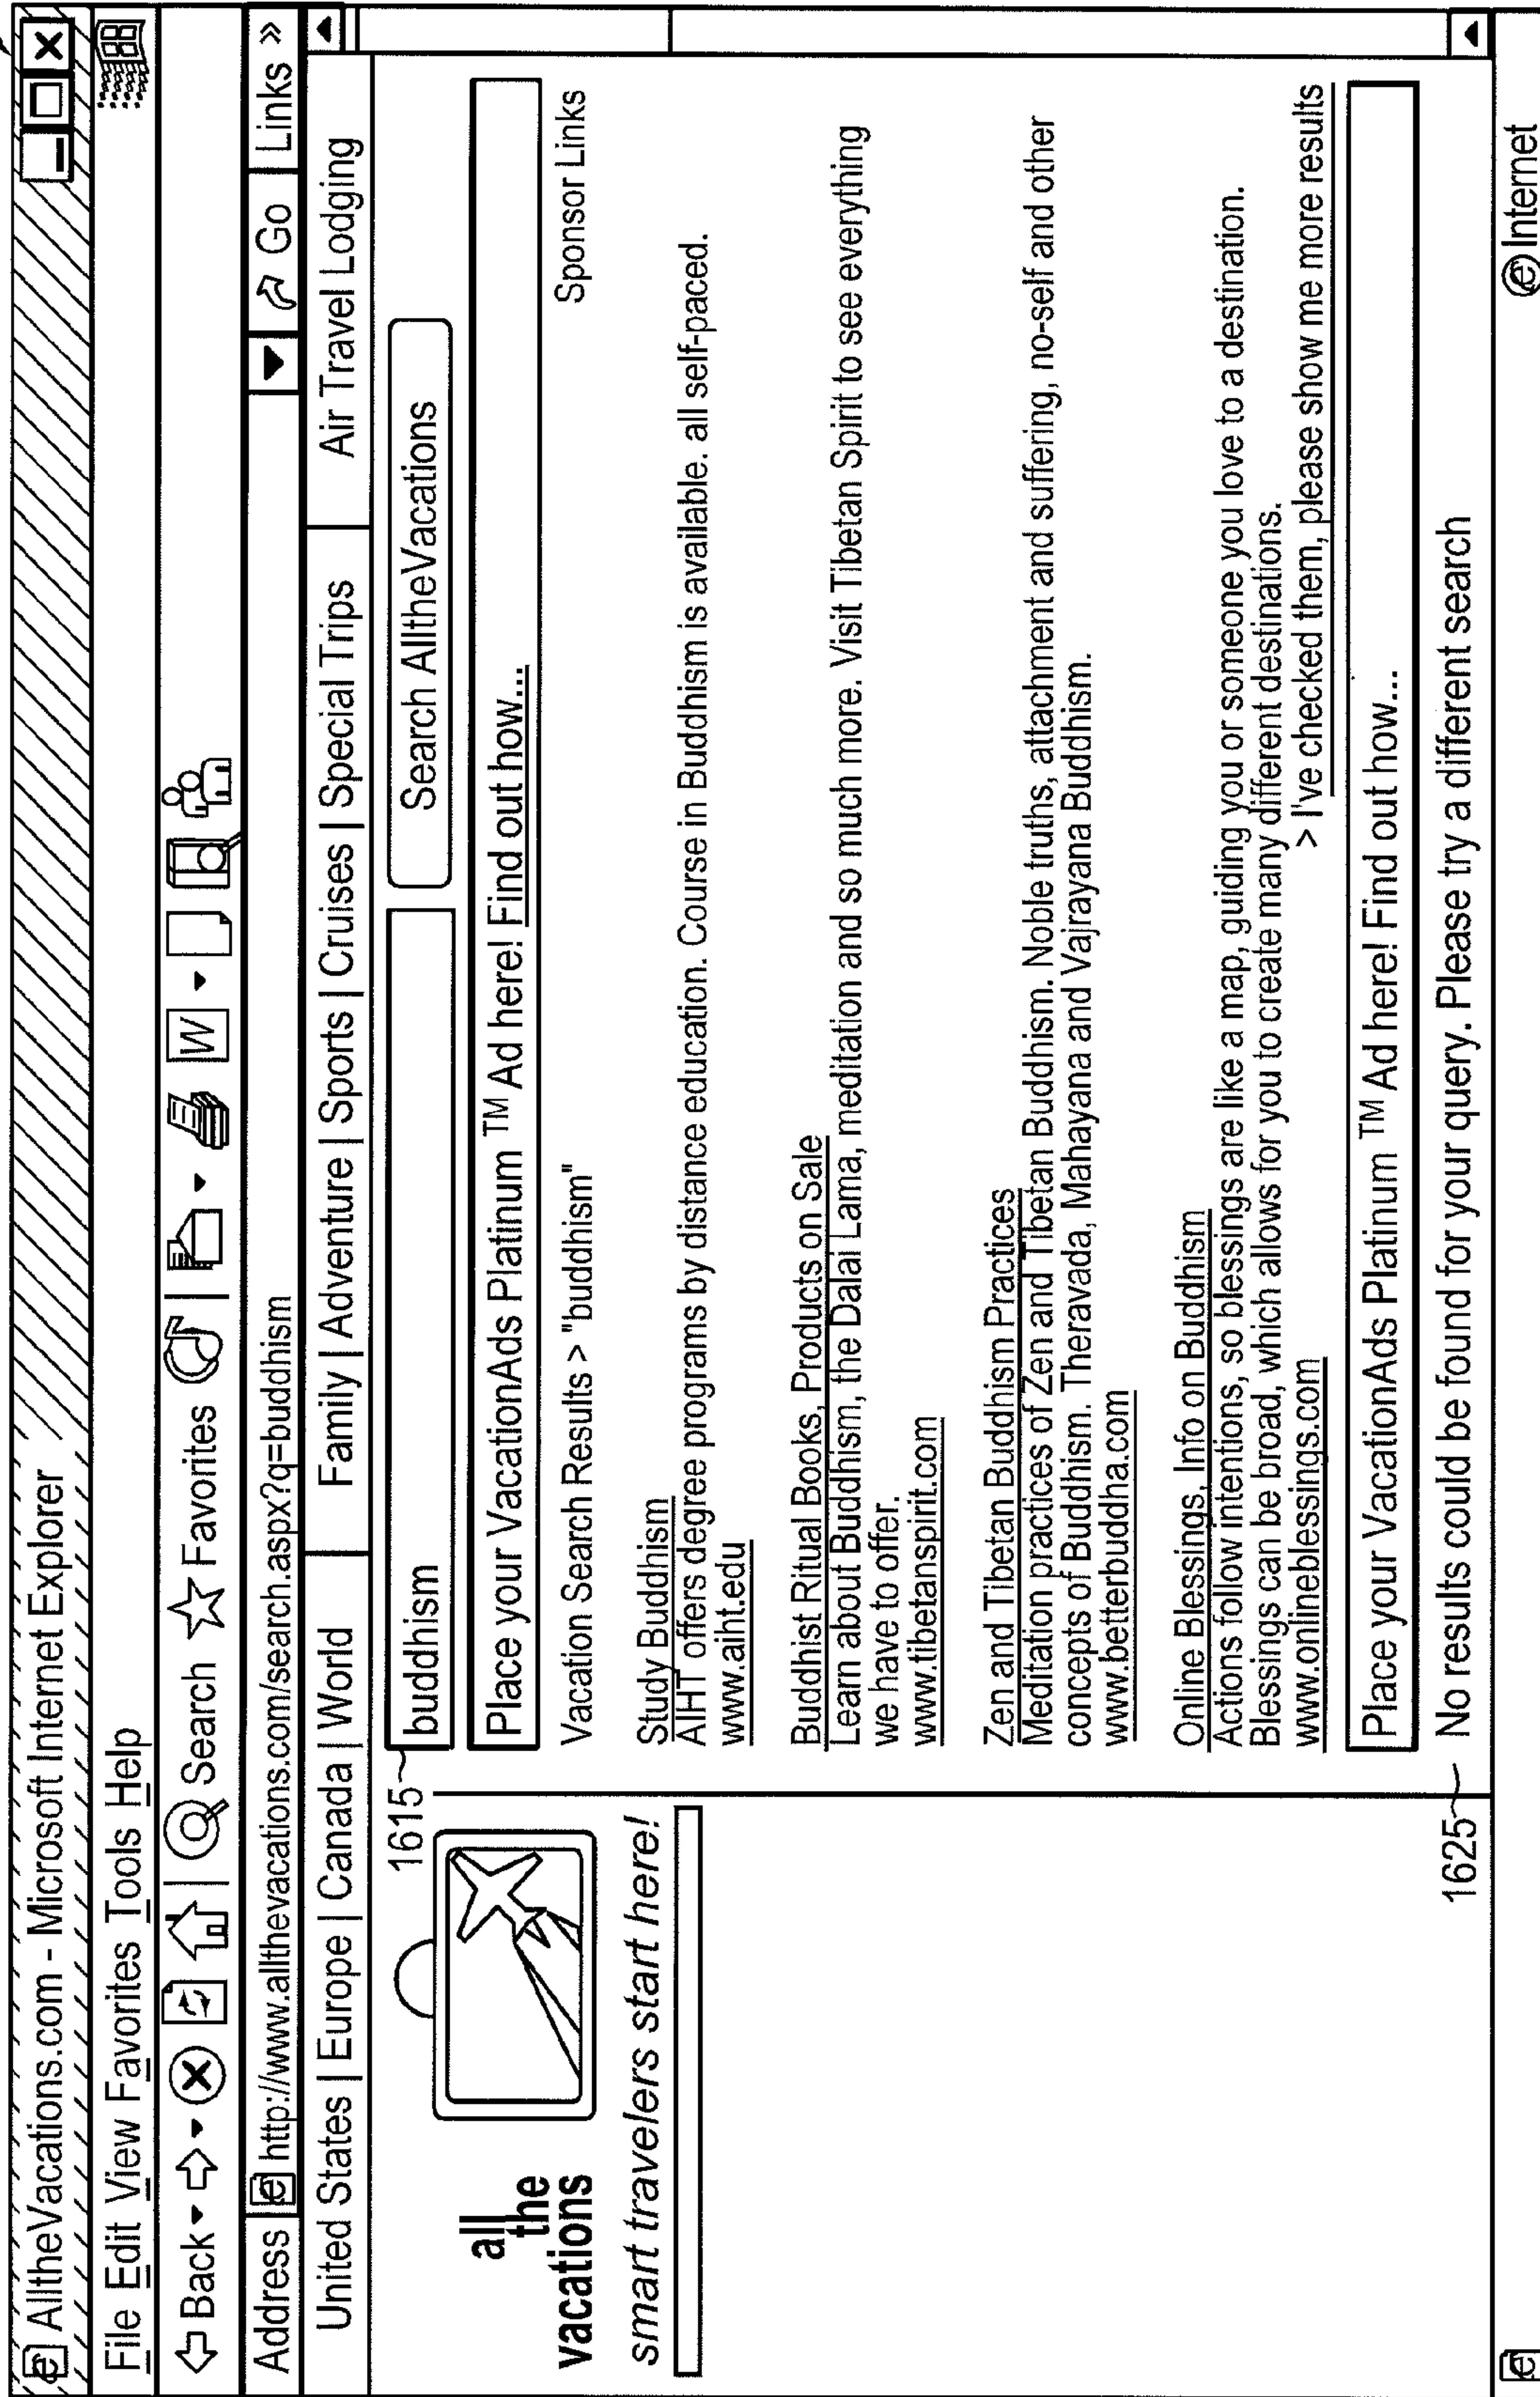 AlltheVacations.com - Microsoft Internet Explorer
File Edit View Favorites Tools Help
Back Search Favorites W
Address http://www.allthevacations.com/search.aspx?q=buddhism Go Links »
United States | Europe | Canada | World Family | Adventure | Sports | Cruises | Special Trips Air Travel Lodging
all
the
vacations
smart travelers start here!
1615
buddhism Search AlltheVacations
Place your VacationAds Platinum ™ Ad here! Find out how...
Vacation Search Results > "buddhism" Sponsor Links
Study Buddhism
AIHT offers degree programs by distance education. Course in Buddhism is available. all self-paced.
www.aiht.edu
Buddhist Ritual Books, Products on Sale
Learn about Buddhism, the Dalai Lama, meditation and so much more. Visit Tibetan Spirit to see everything
we have to offer.
www.tibetanspirit.com
Zen and Tibetan Buddhism Practices
Meditation practices of Zen and Tibetan Buddhism. Noble truths, attachment and suffering, no-self and other
concepts of Buddhism. Theravada, Mahayana and Vajrayana Buddhism.
www.betterbuddha.com
Online Blessings, Info on Buddhism
Actions follow intentions, so blessings are like a map, guiding you or someone you love to a destination.
Blessings can be broad, which allows for you to create many different destinations.
www.onlineblessings.com > I've checked them, please show me more results
Place your VacationAds Platinum ™ Ad here! Find out how...
1625 No results could be found for your query. Please try a different search
Internet